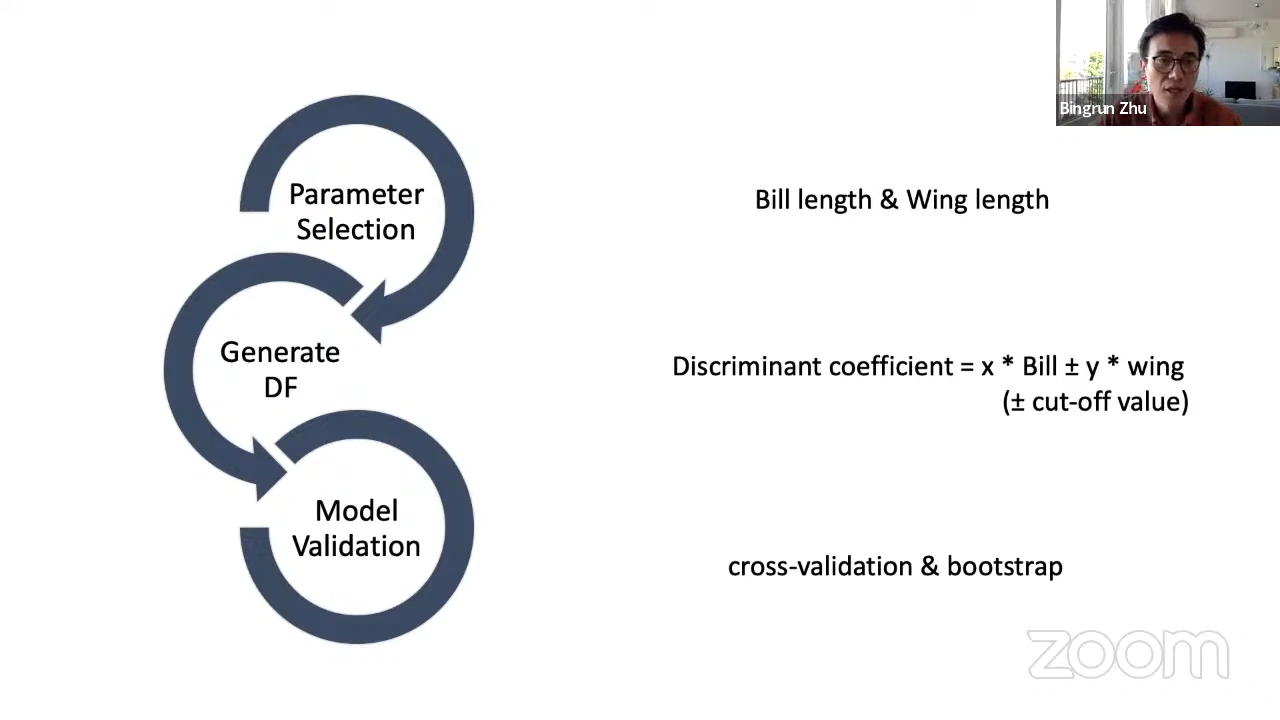 Bingrun Zhu
Parameter
Selection
Bill length & Wing length
Generate
DF
Discriminant coefficient = x * Bill ± y * wing
(± cut-off value)
Model
Validation
cross-validation & bootstrap
zoom